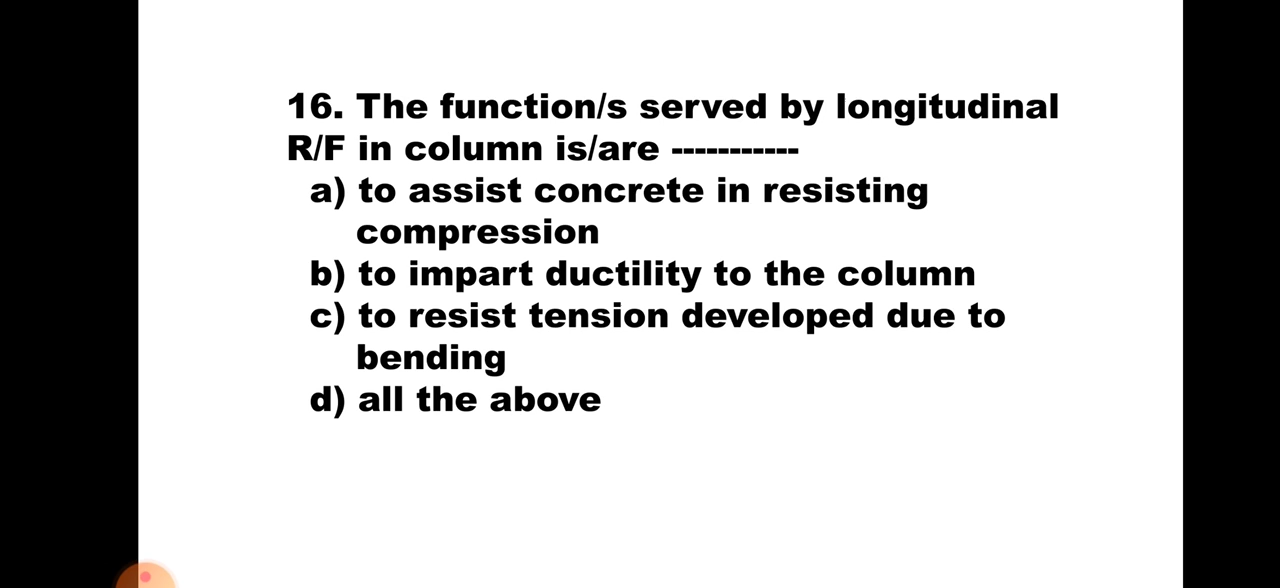 16. The function/s served by longitudinal
R/F in column is/are -----------
a) to assist concrete in resisting
compression
b) to impart ductility to the column
c) to resist tension developed due to
bending
d) all the above